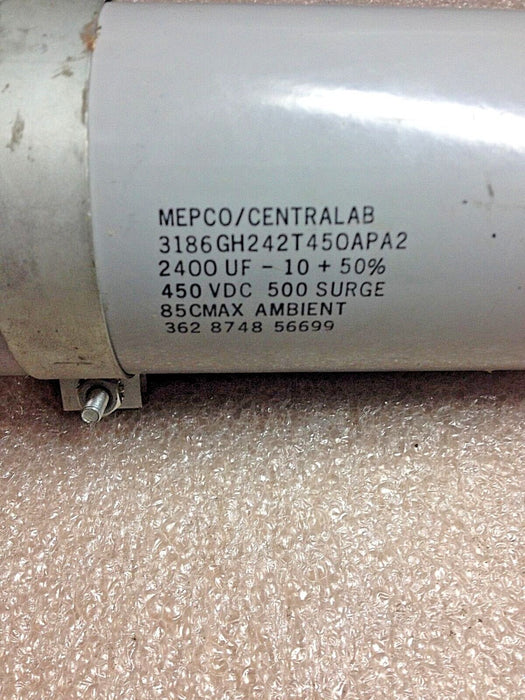 MEPCO/CENTRALAB
3186GH242T450APA2
2400 UF - 10 + 50%
450 VDC 500 SURGE
85CMAX AMBIENT
362 8748 56699